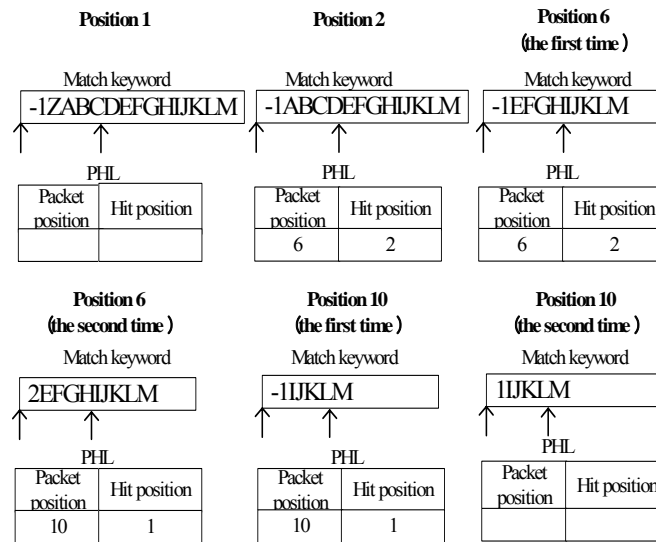 Position 1
Match keyword
-1ZABCDEFGHIJKLM
PHL
Packet position Hit position
Position 2
Match keyword
-1ABCDEFGHIJKLM
PHL
Packet position Hit position
6 2
Position 6
(the first time)
Match keyword
-1EFGHIJKLM
PHL
Packet position Hit position
6 2
Position 6
(the second time)
Match keyword
2EFGHIJKLM
PHL
Packet position Hit position
10 1
Position 10
(the first time)
Match keyword
-1IJKLM
PHL
Packet position Hit position
10 1
Position 10
(the second time)
Match keyword
1IJKLM
PHL
Packet position Hit position